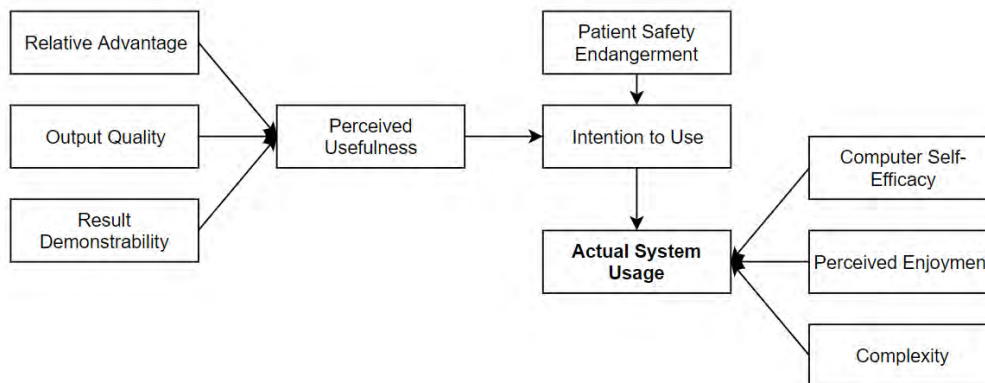 Relative Advantage
Output Quality
Result
Demonstrability
Perceived
Usefulness
Patient Safety
Endangerment
Intention to Use
Actual System
Usage
Computer Self-
Efficacy
Perceived Enjoymen
Complexity